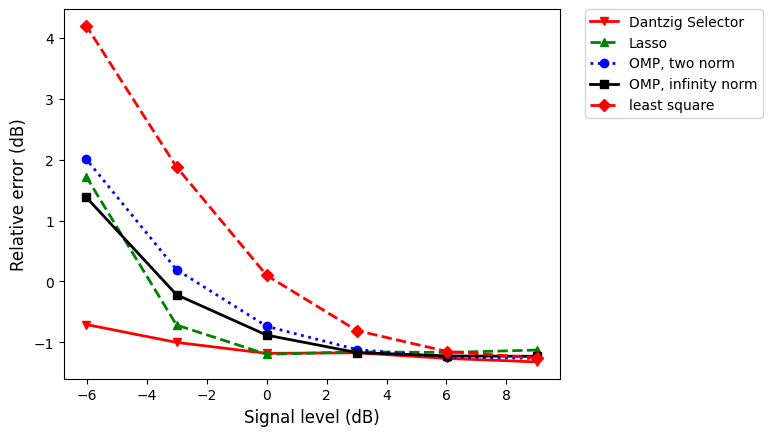 Dantzig Selector
Lasso
OMP, two norm
OMP, infinity norm
least square
4
3
2
1
0
−1
Relative error (dB)
−6 −4 −2 0 2 4 6 8
Signal level (dB)